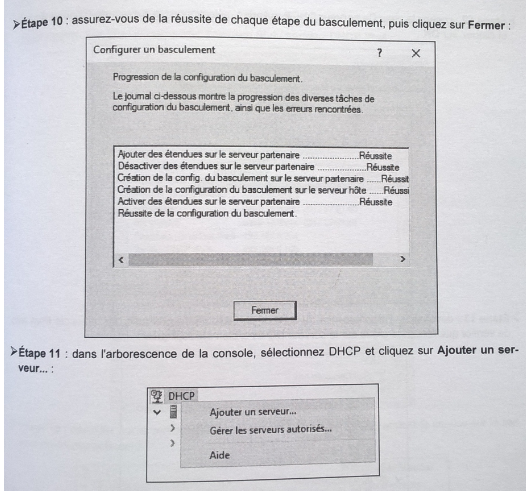 ➢Étape 10 : assurez-vous de la réussite de chaque étape du basculement, puis cliquez sur Fermer :
Configurer un basculement ? ×
Progression de la configuration du basculement.
Le journal ci-dessous montre la progression des diverses tâches de
configuration du basculement, ainsi que les erreurs rencontrées.
Ajouter des étendues sur le serveur partenaire .....................Réussite
Désactiver des étendues sur le serveur partenaire ..................Réussite
Création de la config. du basculement sur le serveur partenaire ......Réussit
Création de la configuration du basculement sur le serveur hôte ......Réussi
Activer des étendues sur le serveur partenaire .....................Réussite
Réussite de la configuration du basculement.
Fermer
➢Étape 11 : dans l'arborescence de la console, sélectionnez DHCP et cliquez sur Ajouter un ser-
veur... :
DHCP
Ajouter un serveur...
Gérer les serveurs autorisés...
Aide